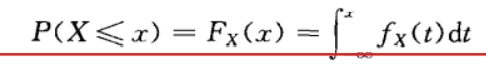 P(X ⩽ x) = F_X(x) = ∫_{-∞}^{x} f_X(t)dt